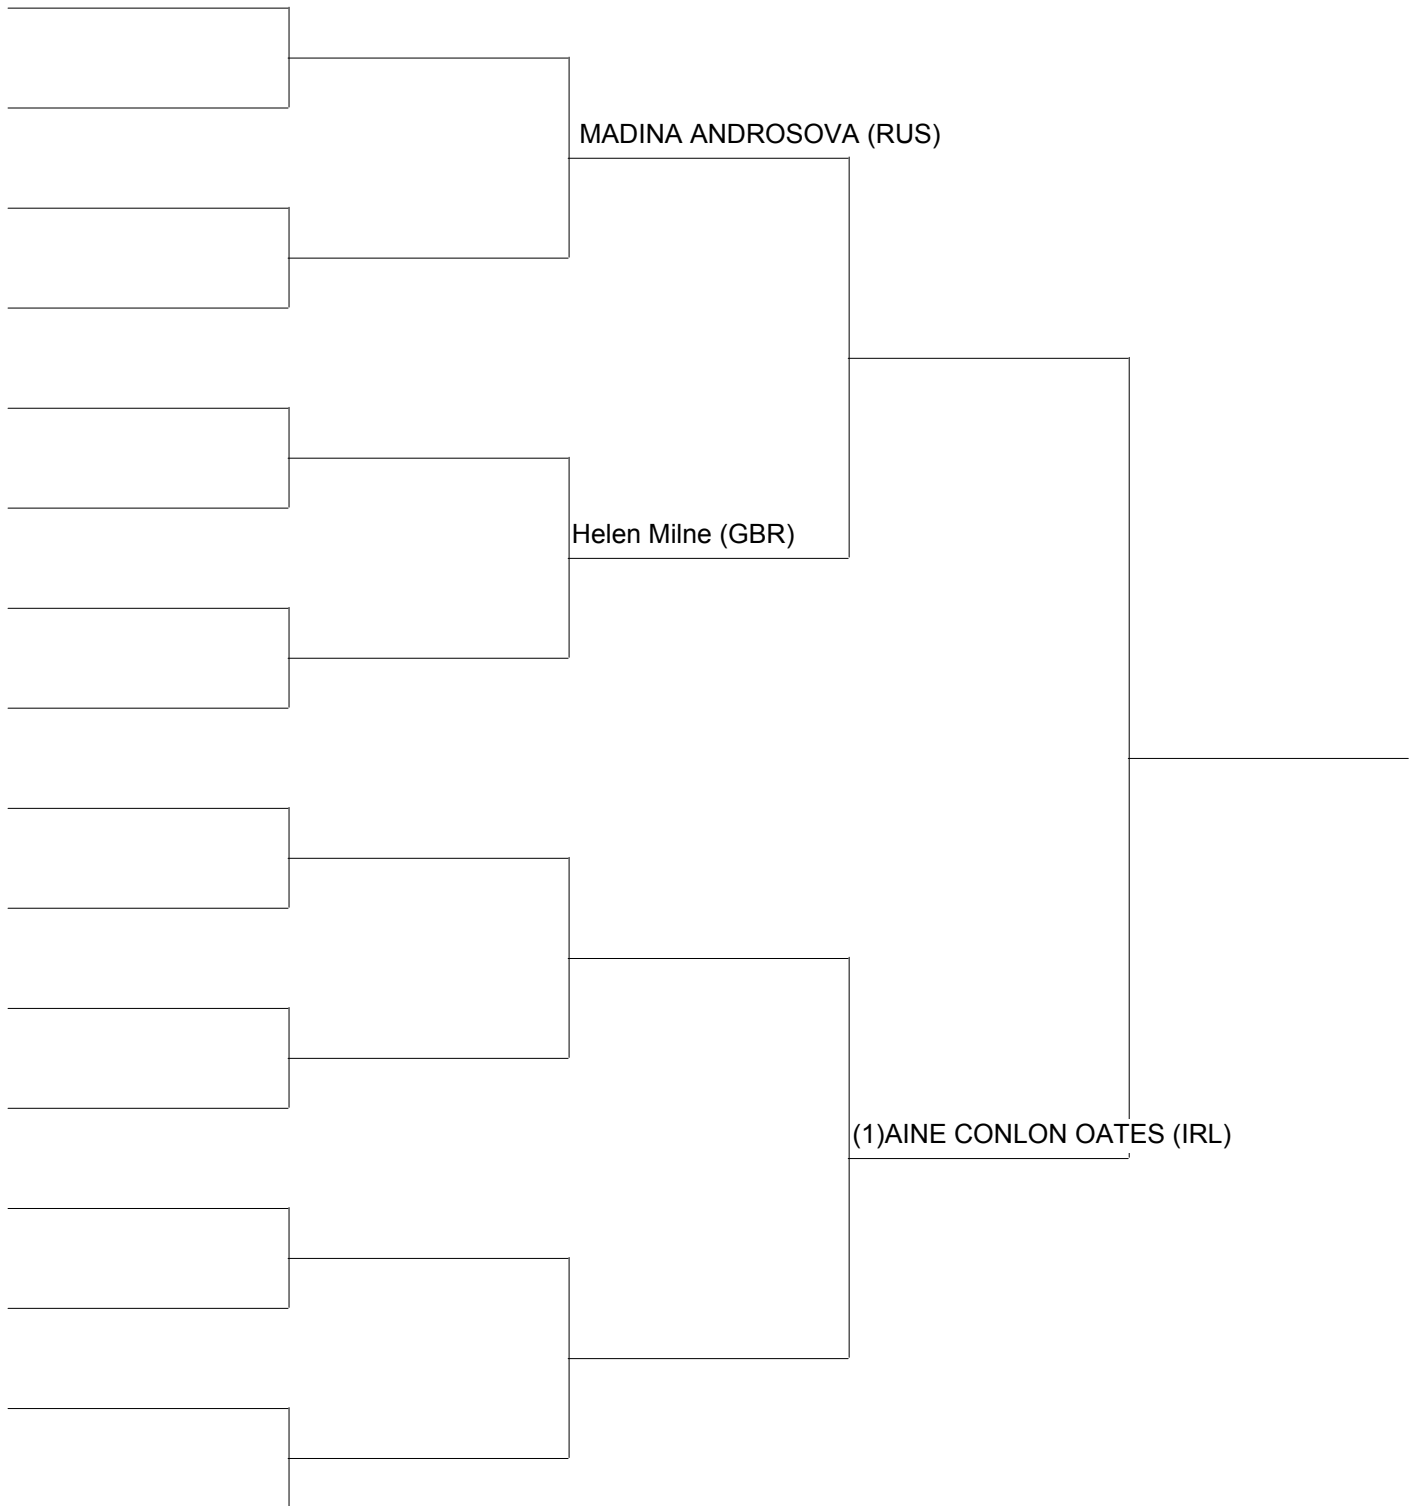 MADINA ANDROSOVA (RUS)
Helen Milne (GBR)
(1)AINE CONLON OATES (IRL)